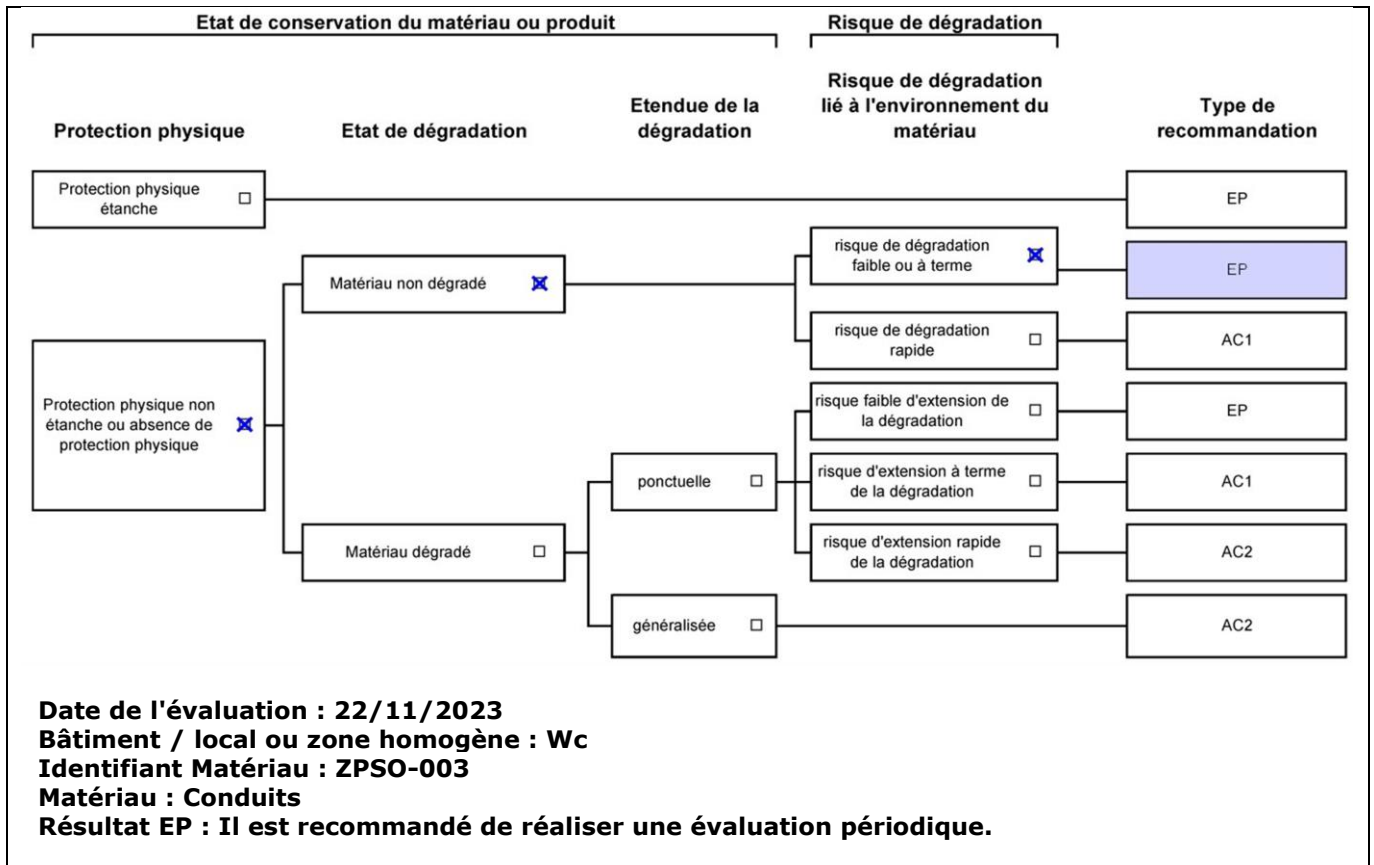 Etat de conservation du matériau ou produit
Risque de dégradation
Protection physique
Etat de dégradation
Etendue de la
dégradation
Risque de dégradation
lié à l'environnement du
matériau
Type de
recommandation
Protection physique
étanche
EP
risque de dégradation
faible ou à terme
EP
Matériau non dégradé
risque de dégradation
rapide
AC1
Protection physique non
étanche ou absence de
protection physique
risque faible d'extension de
la dégradation
EP
ponctuelle
risque d'extension à terme
de la dégradation
AC1
Matériau dégradé
risque d'extension rapide
de la dégradation
AC2
généralisée
AC2
Date de l'évaluation : 22/11/2023
Bâtiment / local ou zone homogène : Wc
Identifiant Matériau : ZPSO-003
Matériau : Conduits
Résultat EP : Il est recommandé de réaliser une évaluation périodique.